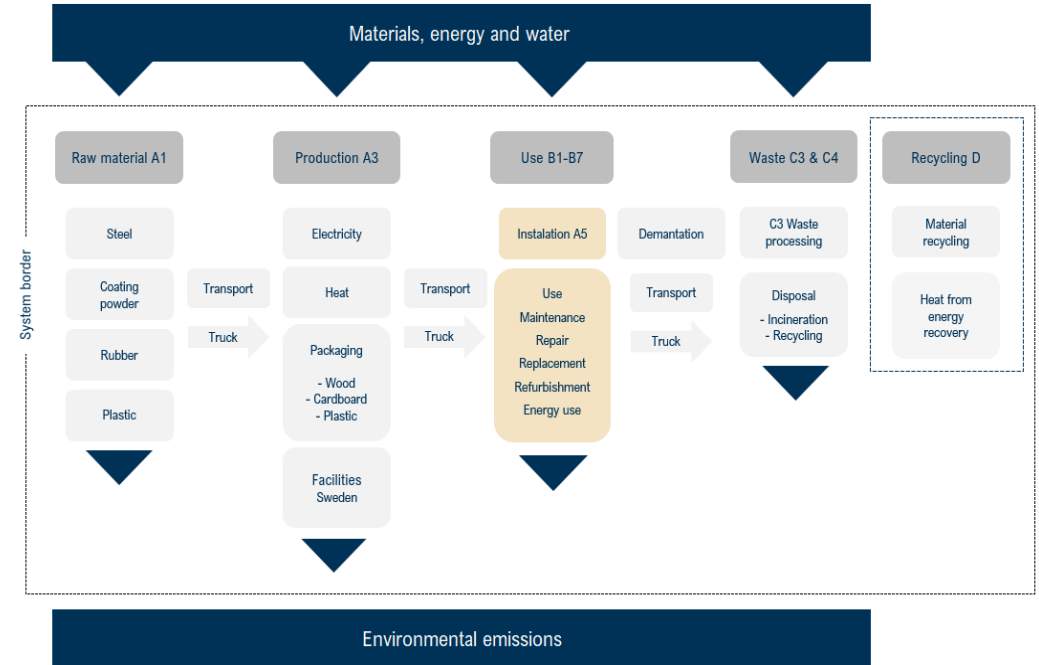 Materials, energy and water
System border
Raw material A1
Steel
Coating
powder
Rubber
Plastic
Transport
Truck
Production A3
Electricity
Heat
Packaging
- Wood
- Cardboard
- Plastic
Facilities
Sweden
Transport
Truck
Use B1-B7
Instalation A5
Use
Maintenance
Repair
Replacement
Refurbishment
Energy use
Demantation
Transport
Truck
Waste C3 & C4
C3 Waste
processing
Disposal
- Incineration
- Recycling
Recycling D
Material
recycling
Heat from
energy
recovery
Environmental emissions